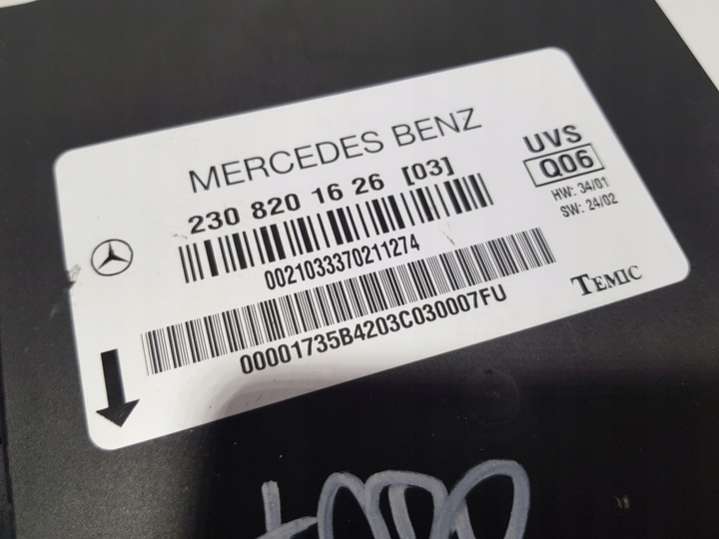 MERCEDES BENZ
230 820 16 26 [03]
0021033370211274
00001735B4203C030007FU
UVS
Q06
HW: 34/01
SW: 24/02
TEMIC